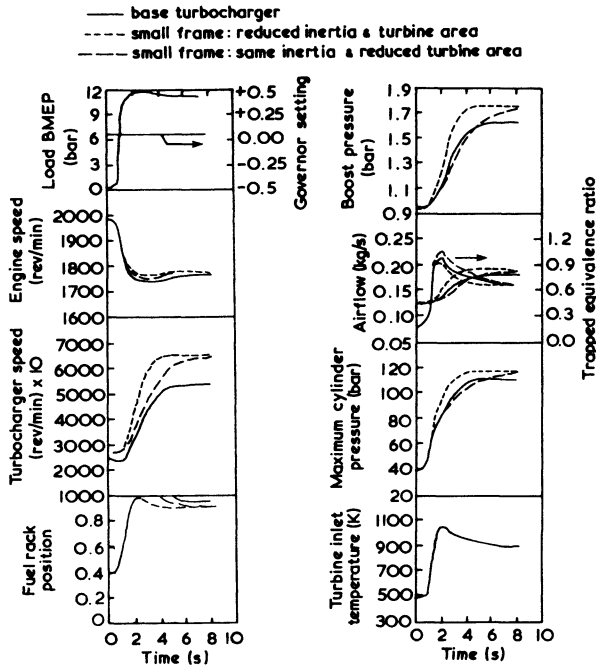 base turbocharger
small frame: reduced inertia & turbine area
small frame: same inertia & reduced turbine area
Load BMEP
(bar)
12
9
6
3
0
+0.5
+0.25
0.00
-0.25
-0.5
Governor setting
Engine speed
(rev/min)
2000
1900
1800
1700
1600
Turbocharger speed
(rev/min) x 10
7000
6000
5000
4000
3000
2000
1000
Fuel rack
position
0.8
0.6
0.4
0.2
0
0 2 4 6 8 10
Time (s)
Boost pressure
(bar)
1.9
1.7
1.5
1.3
1.1
0.9
Airflow (kg/s)
0.25
0.20
0.15
0.10
0.05
1.2
0.9
0.6
0.3
0.0
Trapped equivalence ratio
Maximum cylinder
pressure (bar)
120
100
80
60
40
20
Turbine inlet
temperature (K)
1100
900
700
500
300
0 2 4 6 8 10
Time (s)